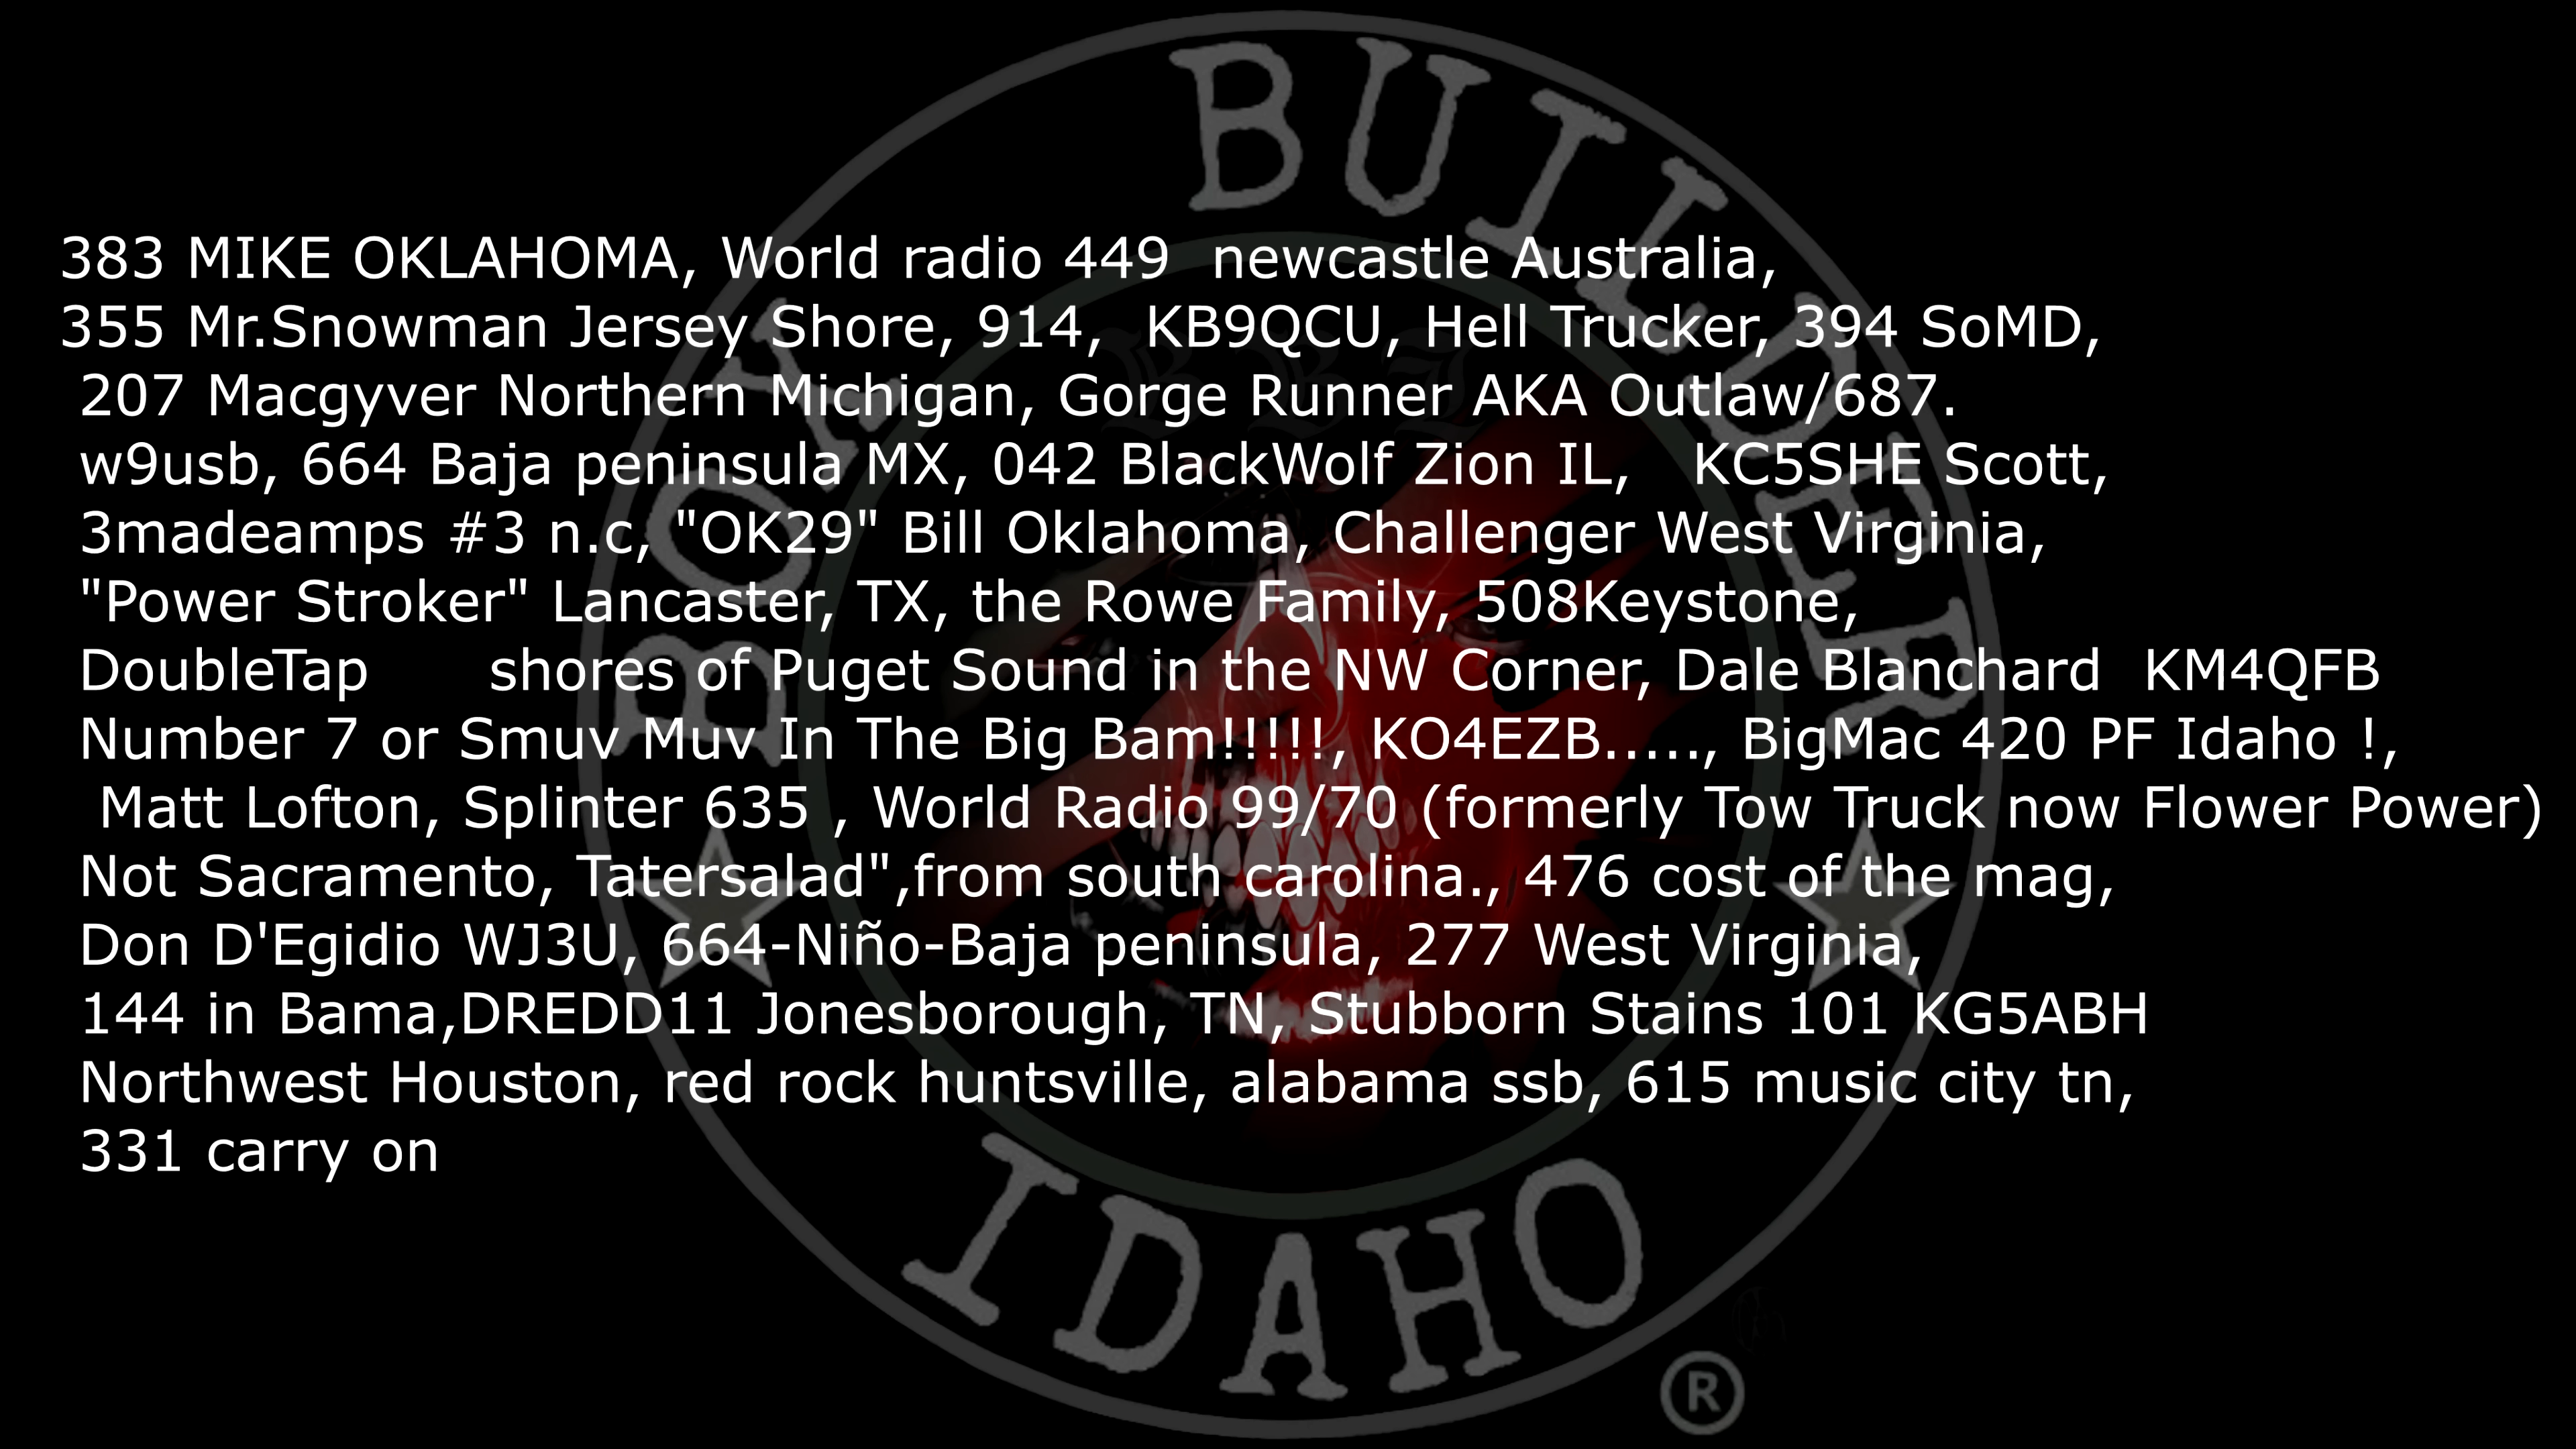 BOX BUILDER
383 MIKE OKLAHOMA, World radio 449 newcastle Australia,
355 Mr.Snowman Jersey Shore, 914, KB9QCU, Hell Trucker, 394 SoMD,
207 Macgyver Northern Michigan, Gorge Runner AKA Outlaw/687.
w9usb, 664 Baja peninsula MX, 042 BlackWolf Zion IL, KC5SHE Scott,
3madeamps #3 n.c, "OK29" Bill Oklahoma, Challenger West Virginia,
"Power Stroker" Lancaster, TX, the Rowe Family, 508Keystone,
DoubleTap shores of Puget Sound in the NW Corner, Dale Blanchard KM4QFB
Number 7 or Smuv Muv In The Big Bam!!!!!, KO4EZB....., BigMac 420 PF Idaho !,
Matt Lofton, Splinter 635 , World Radio 99/70 (formerly Tow Truck now Flower Power)
Not Sacramento, Tatersalad",from south carolina., 476 cost of the mag,
Don D'Egidio WJ3U, 664-Niño-Baja peninsula, 277 West Virginia,
144 in Bama,DREDD11 Jonesborough, TN, Stubborn Stains 101 KG5ABH
Northwest Houston, red rock huntsville, alabama ssb, 615 music city tn,
331 carry on
IDAHO
®